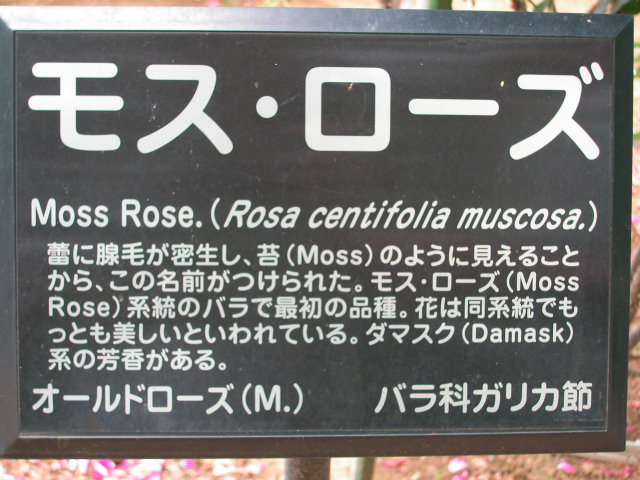 モス・ローズ
Moss Rose.(Rosa centifolia muscosa.)
蕾に腺毛が密生し、苔(Moss)のように見えること
から、この名前がつけられた。モス・ローズ(Moss
Rose)系統のバラで最初の品種。花は同系統でも
っとも美しいといわれている。ダマスク(Damask)
系の芳香がある。
オールドローズ(M.) バラ科ガリカ節